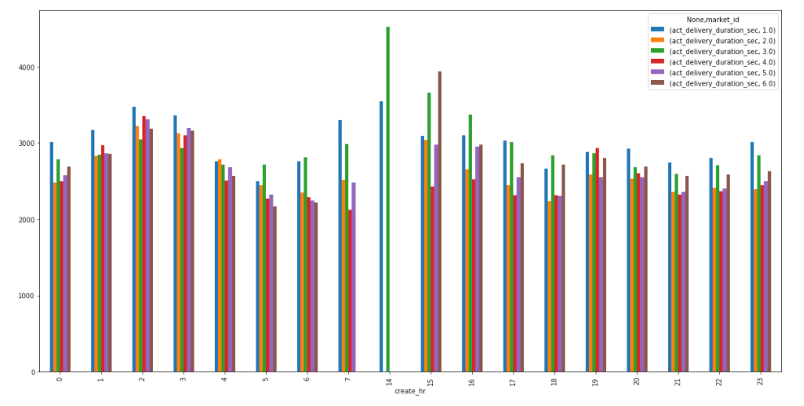 None,market_id
(act_delivery_duration_sec, 1.0)
(act_delivery_duration_sec, 2.0)
(act_delivery_duration_sec, 3.0)
(act_delivery_duration_sec, 4.0)
(act_delivery_duration_sec, 5.0)
(act_delivery_duration_sec, 6.0)
4000
3000
2000
1000
0
0 1 2 3 4 5 6 7 14 15 16 17 18 19 20 21 22 23
create_hr